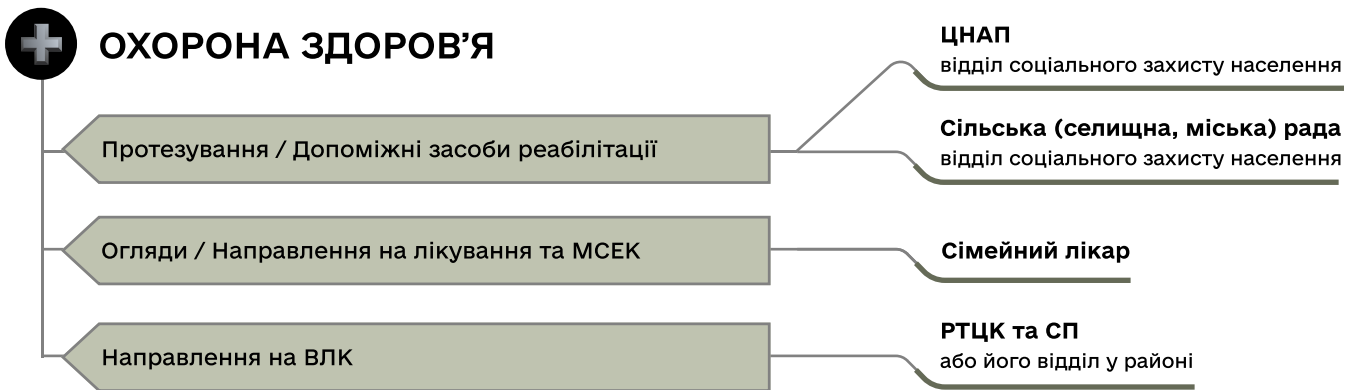 ОХОРОНА ЗДОРОВ’Я
Протезування / Допоміжні засоби реабілітації
ЦНАП
відділ соціального захисту населення
Сільська (селищна, міська) рада
відділ соціального захисту населення
Огляди / Направлення на лікування та МСЕК
Сімейний лікар
Направлення на ВЛК
РТЦК та СП
або його відділ у районі